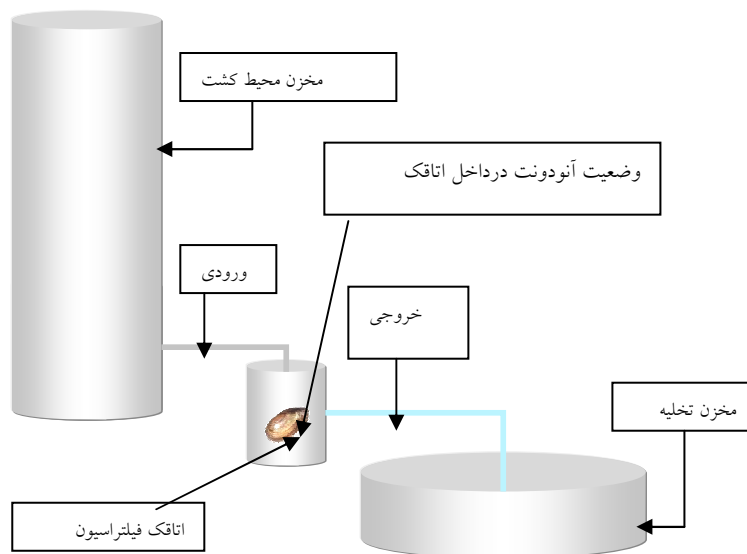 مخزن محیط کشت
وضعیت آنودونت درداخل اتاقک
ورودی
خروجی
مخزن تخلیه
اتاقک فیلتراسیون